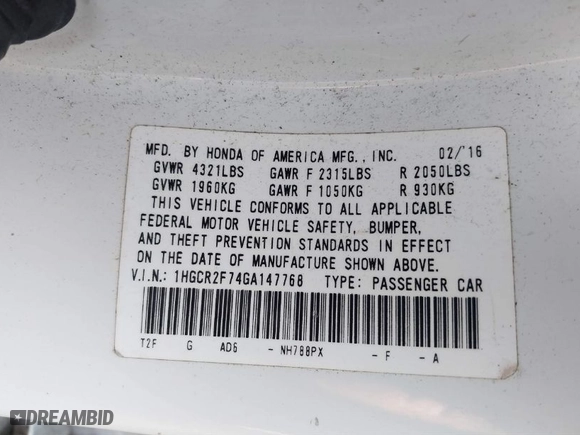 MFD. BY HONDA OF AMERICA MFG., INC. 02/'16
GVWR 4321LBS GAWR F 2315LBS R 2050LBS
GVWR 1960KG GAWR F 1050KG R 930KG
THIS VEHICLE CONFORMS TO ALL APPLICABLE
FEDERAL MOTOR VEHICLE SAFETY, BUMPER,
AND THEFT PREVENTION STANDARDS IN EFFECT
ON THE DATE OF MANUFACTURE SHOWN ABOVE.
V.I.N.: 1HGCR2F74GA147768 TYPE: PASSENGER CAR
T2F G AD6 - NH788PX - F - A
DREAMBID